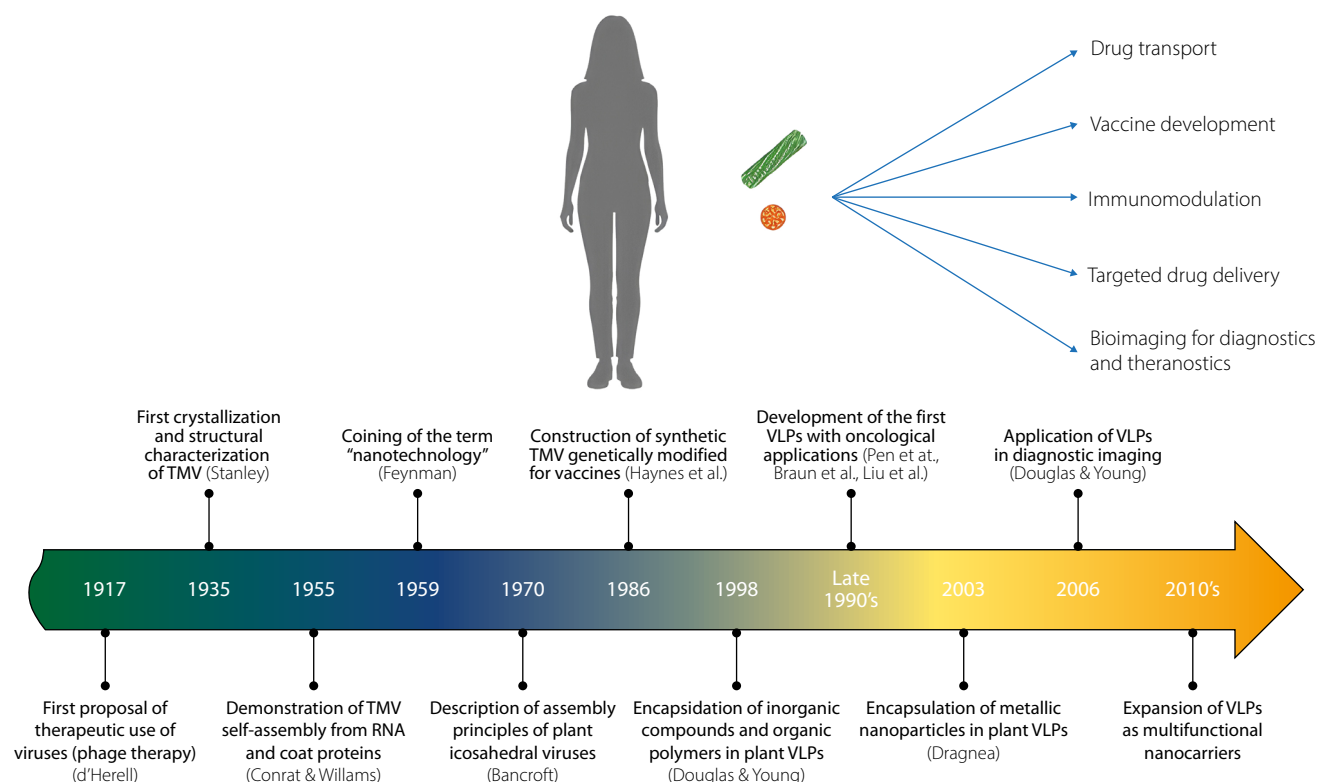 Drug transport
Vaccine development
Immunomodulation
Targeted drug delivery
Bioimaging for diagnostics
and theranostics
First crystallization
and structural
characterization
of TMV (Stanley)
Coining of the term
“nanotechnology”
(Feynman)
Construction of synthetic
TMV genetically modified
for vaccines (Haynes et al.)
Development of the first
VLPs with oncological
applications (Pen et at.,
Braun et al., Liu et al.)
Application of VLPs
in diagnostic imaging
(Douglas & Young)
1917
1935
1955
1959
1970
1986
1998
Late
1990’s
2003
2006
2010’s
First proposal of
therapeutic use of
viruses (phage therapy)
(d’Herell)
Demonstration of TMV
self-assembly from RNA
and coat proteins
(Conrat & Willams)
Description of assembly
principles of plant
icosahedral viruses
(Bancroft)
Encapsidation of inorganic
compounds and organic
polymers in plant VLPs
(Douglas & Young)
Encapsulation of metallic
nanoparticles in plant VLPs
(Dragnea)
Expansion of VLPs
as multifunctional
nanocarriers